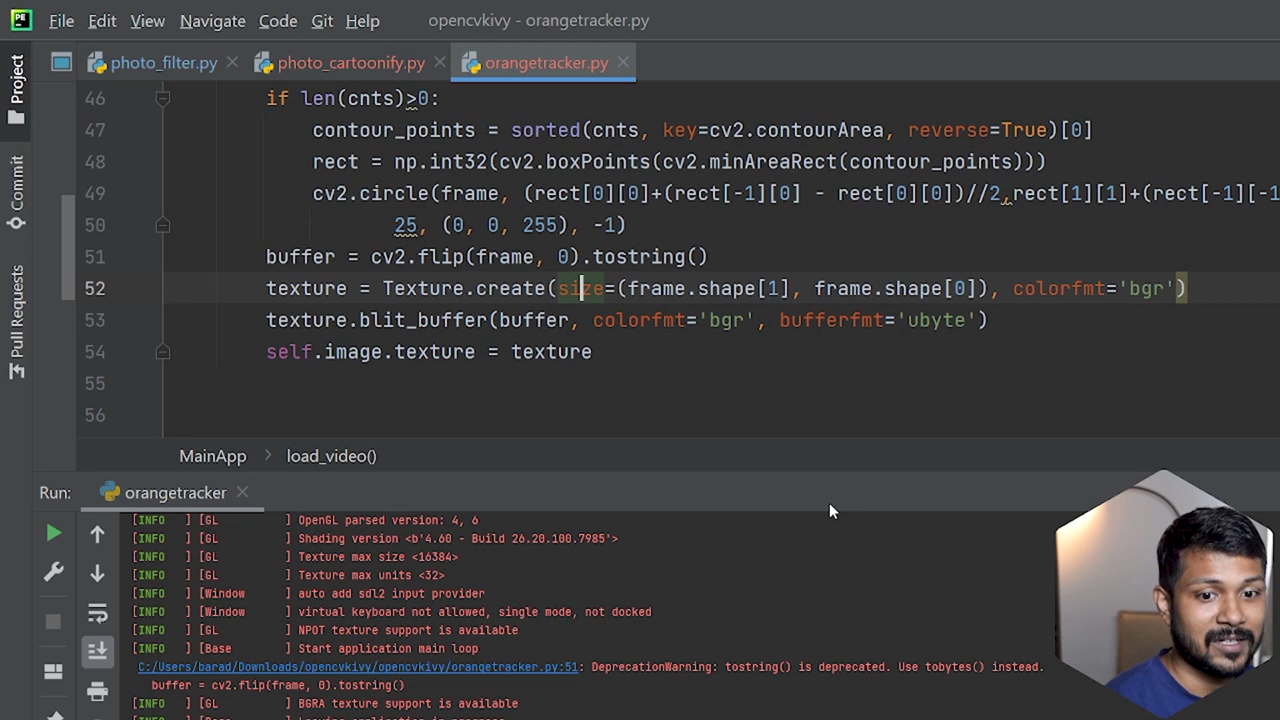 PE File Edit View Navigate Code Git Help opencvkivy - orangetracker.py
Project
Commit
Pull Requests
photo_filter.py photo_cartoonify.py orangetracker.py
46 if len(cnts)>0:
47 contour_points = sorted(cnts, key=cv2.contourArea, reverse=True)[0]
48 rect = np.int32(cv2.boxPoints(cv2.minAreaRect(contour_points)))
49 cv2.circle(frame, (rect[0][0]+(rect[-1][0] - rect[0][0])//2,rect[1][1]+(rect[-1][-1
50 25, (0, 0, 255), -1)
51 buffer = cv2.flip(frame, 0).tostring()
52 texture = Texture.create(size=(frame.shape[1], frame.shape[0]), colorfmt='bgr')
53 texture.blit_buffer(buffer, colorfmt='bgr', bufferfmt='ubyte')
54 self.image.texture = texture
55
56
MainApp > load_video()
Run: orangetracker
[INFO ] [GL ] OpenGL parsed version: 4, 6
[INFO ] [GL ] Shading version <b'4.60 - Build 26.20.100.7985'>
[INFO ] [GL ] Texture max size <16384>
[INFO ] [GL ] Texture max units <32>
[INFO ] [Window ] auto add sdl2 input provider
[INFO ] [Window ] virtual keyboard not allowed, single mode, not docked
[INFO ] [GL ] NPOT texture support is available
[INFO ] [Base ] Start application main loop
C:/Users/barad/Downloads/opencvkivy/opencvkivy/orangetracker.py:51: DeprecationWarning: tostring() is deprecated. Use tobytes() instead.
buffer = cv2.flip(frame, 0).tostring()
[INFO ] [GL ] BGRA texture support is available
[INFO ] [Base ] Leaving application in progress